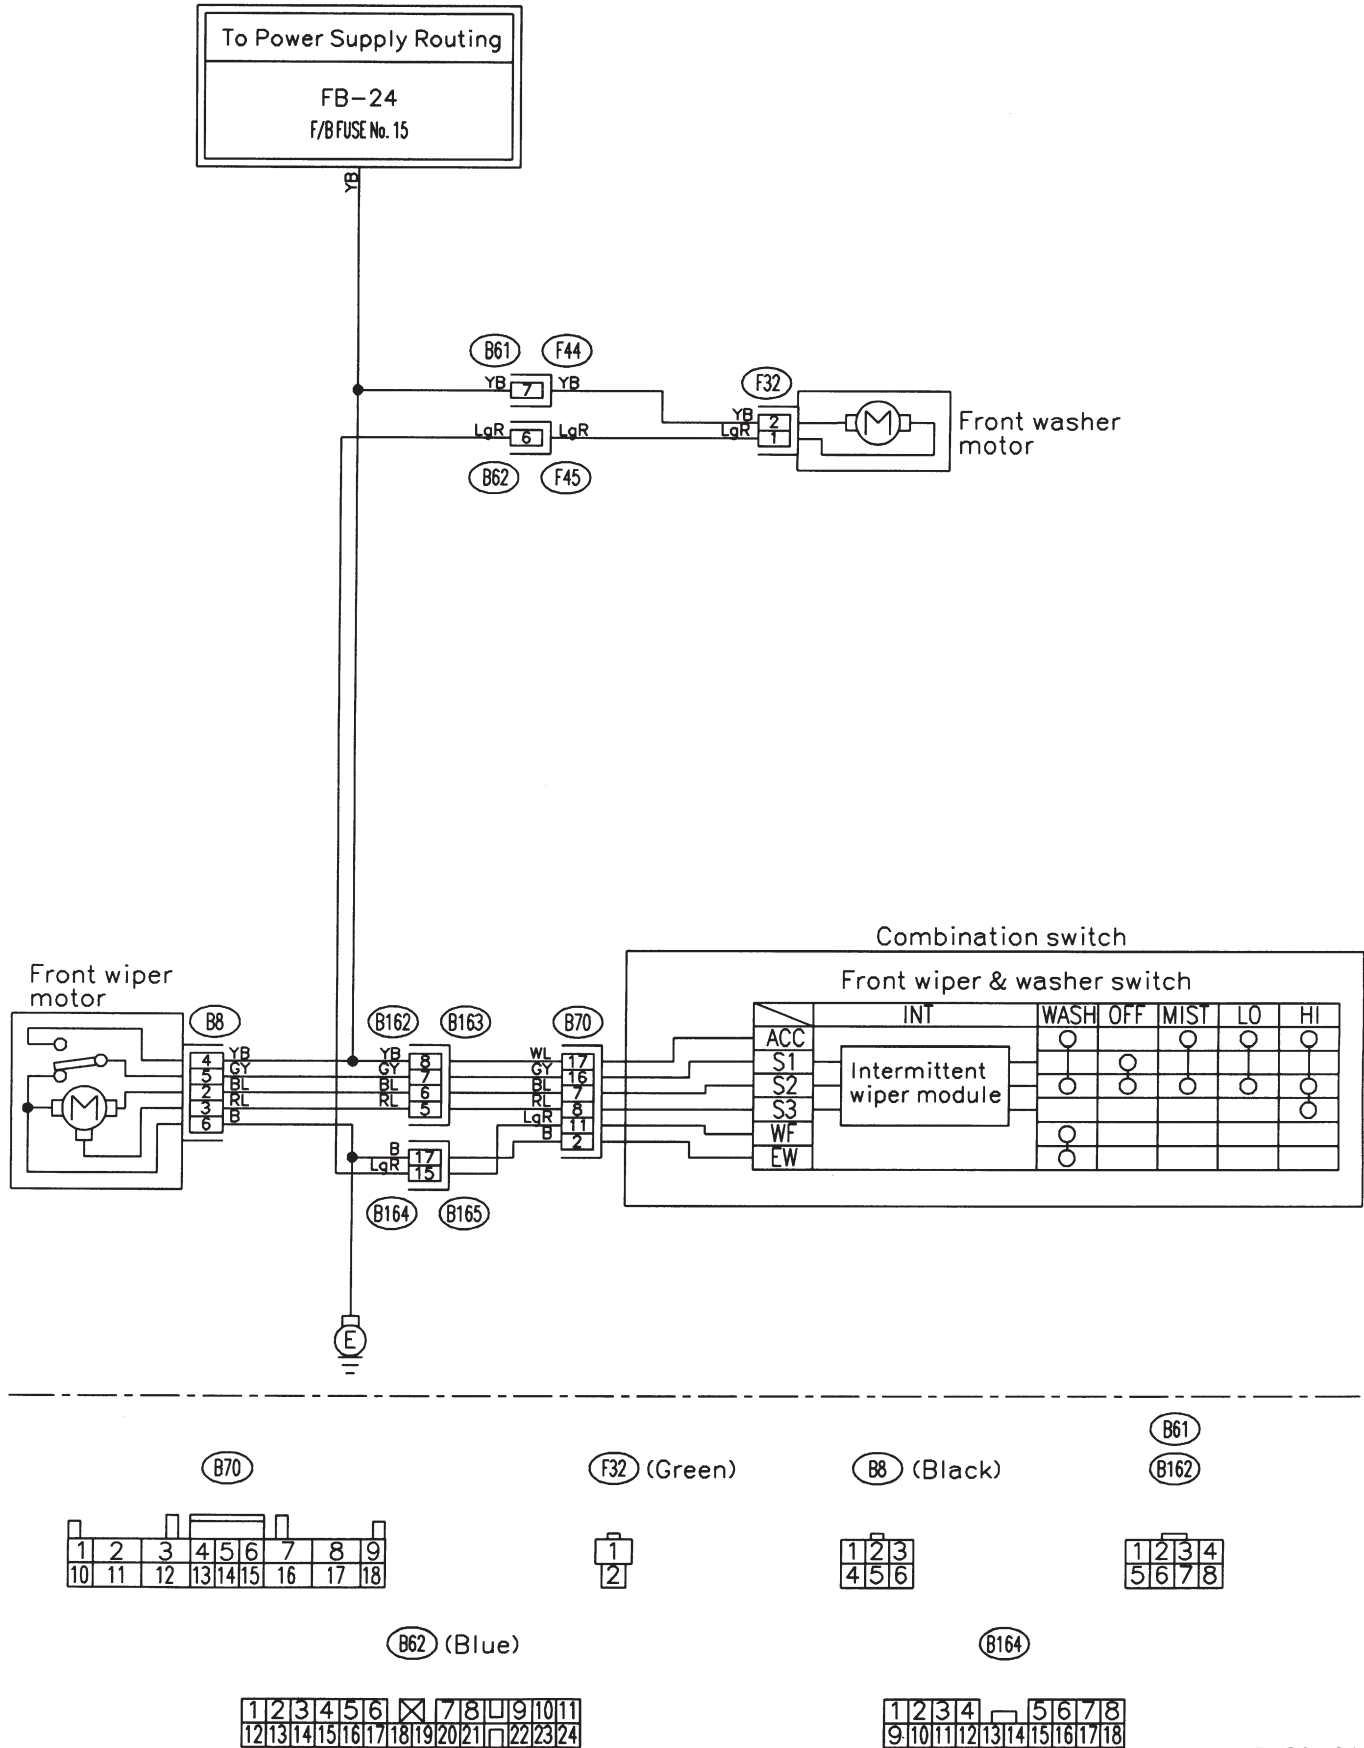 To Power Supply Routing
FB-24
F/B FUSE No. 15
YB
B61 F44
YB 7 YB
F32
YB 2
LgR 6 LgR
LgR 1
M
Front washer
motor
B62 F45
Combination switch
Front wiper
motor
Front wiper & washer switch
B8 B162 B163 B70
INT WASH OFF MIST LO HI
ACC
S1
S2
S3
WF
EW
Intermittent
wiper module
M
4 YB YB 8 WL 17
5 GY GY 7 GY 16
2 BL BL 6 BL 7
3 RL RL 5 RL 8
6 B LgR 11
B 2
B 17
LgR 15
B164 B165
E
B61
B70 F32 (Green) B8 (Black) B162
1 2 3 4 5 6 7 8 9
10 11 12 13 14 15 16 17 18
1
2
1 2 3
4 5 6
1 2 3 4
5 6 7 8
B62 (Blue) B164
1 2 3 4 5 6 7 8 9 10 11
12 13 14 15 16 17 18 19 20 21 22 23 24
1 2 3 4 5 6 7 8
9 10 11 12 13 14 15 16 17 18